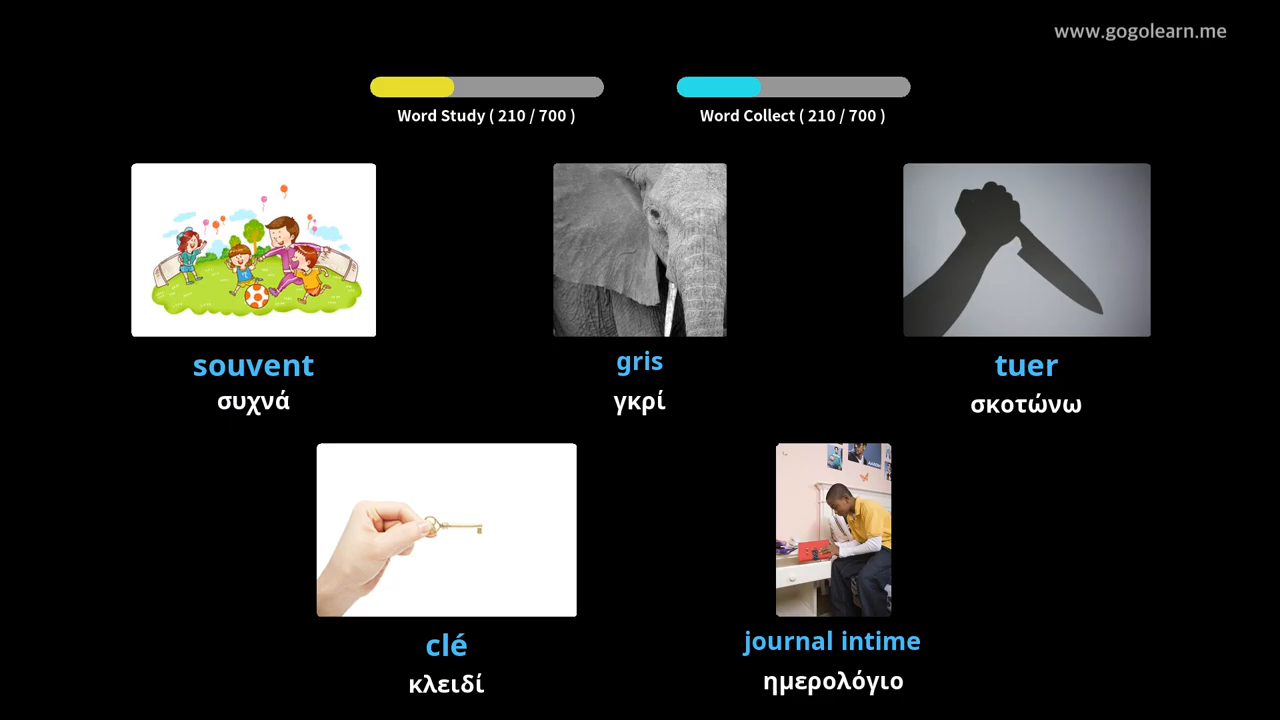 www.gogolearn.me
Word Study ( 210 / 700 )
Word Collect ( 210 / 700 )
souvent
συχνά
gris
γκρί
tuer
σκοτώνω
clé
κλειδί
journal intime
ημερολόγιο